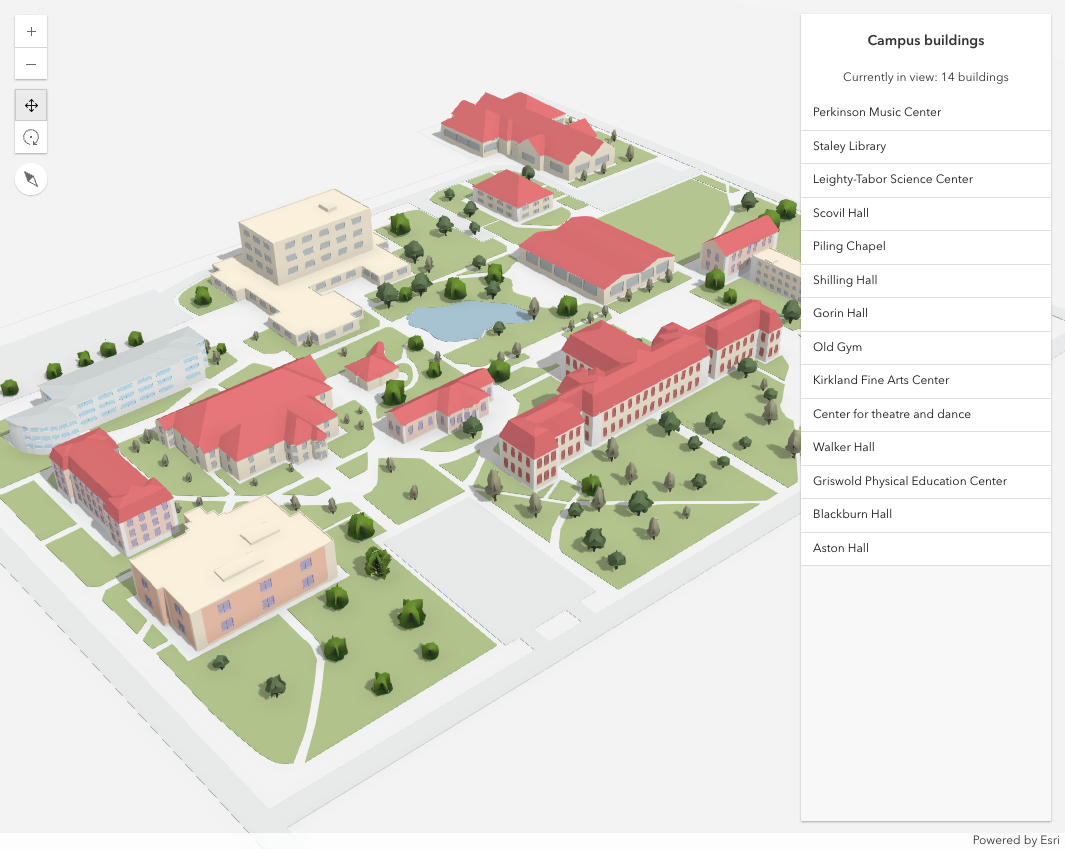 Campus buildings
Currently in view: 14 buildings
Perkinson Music Center
Staley Library
Leighty-Tabor Science Center
Scovil Hall
Piling Chapel
Shilling Hall
Gorin Hall
Old Gym
Kirkland Fine Arts Center
Center for theatre and dance
Walker Hall
Griswold Physical Education Center
Blackburn Hall
Aston Hall
Powered by Esri